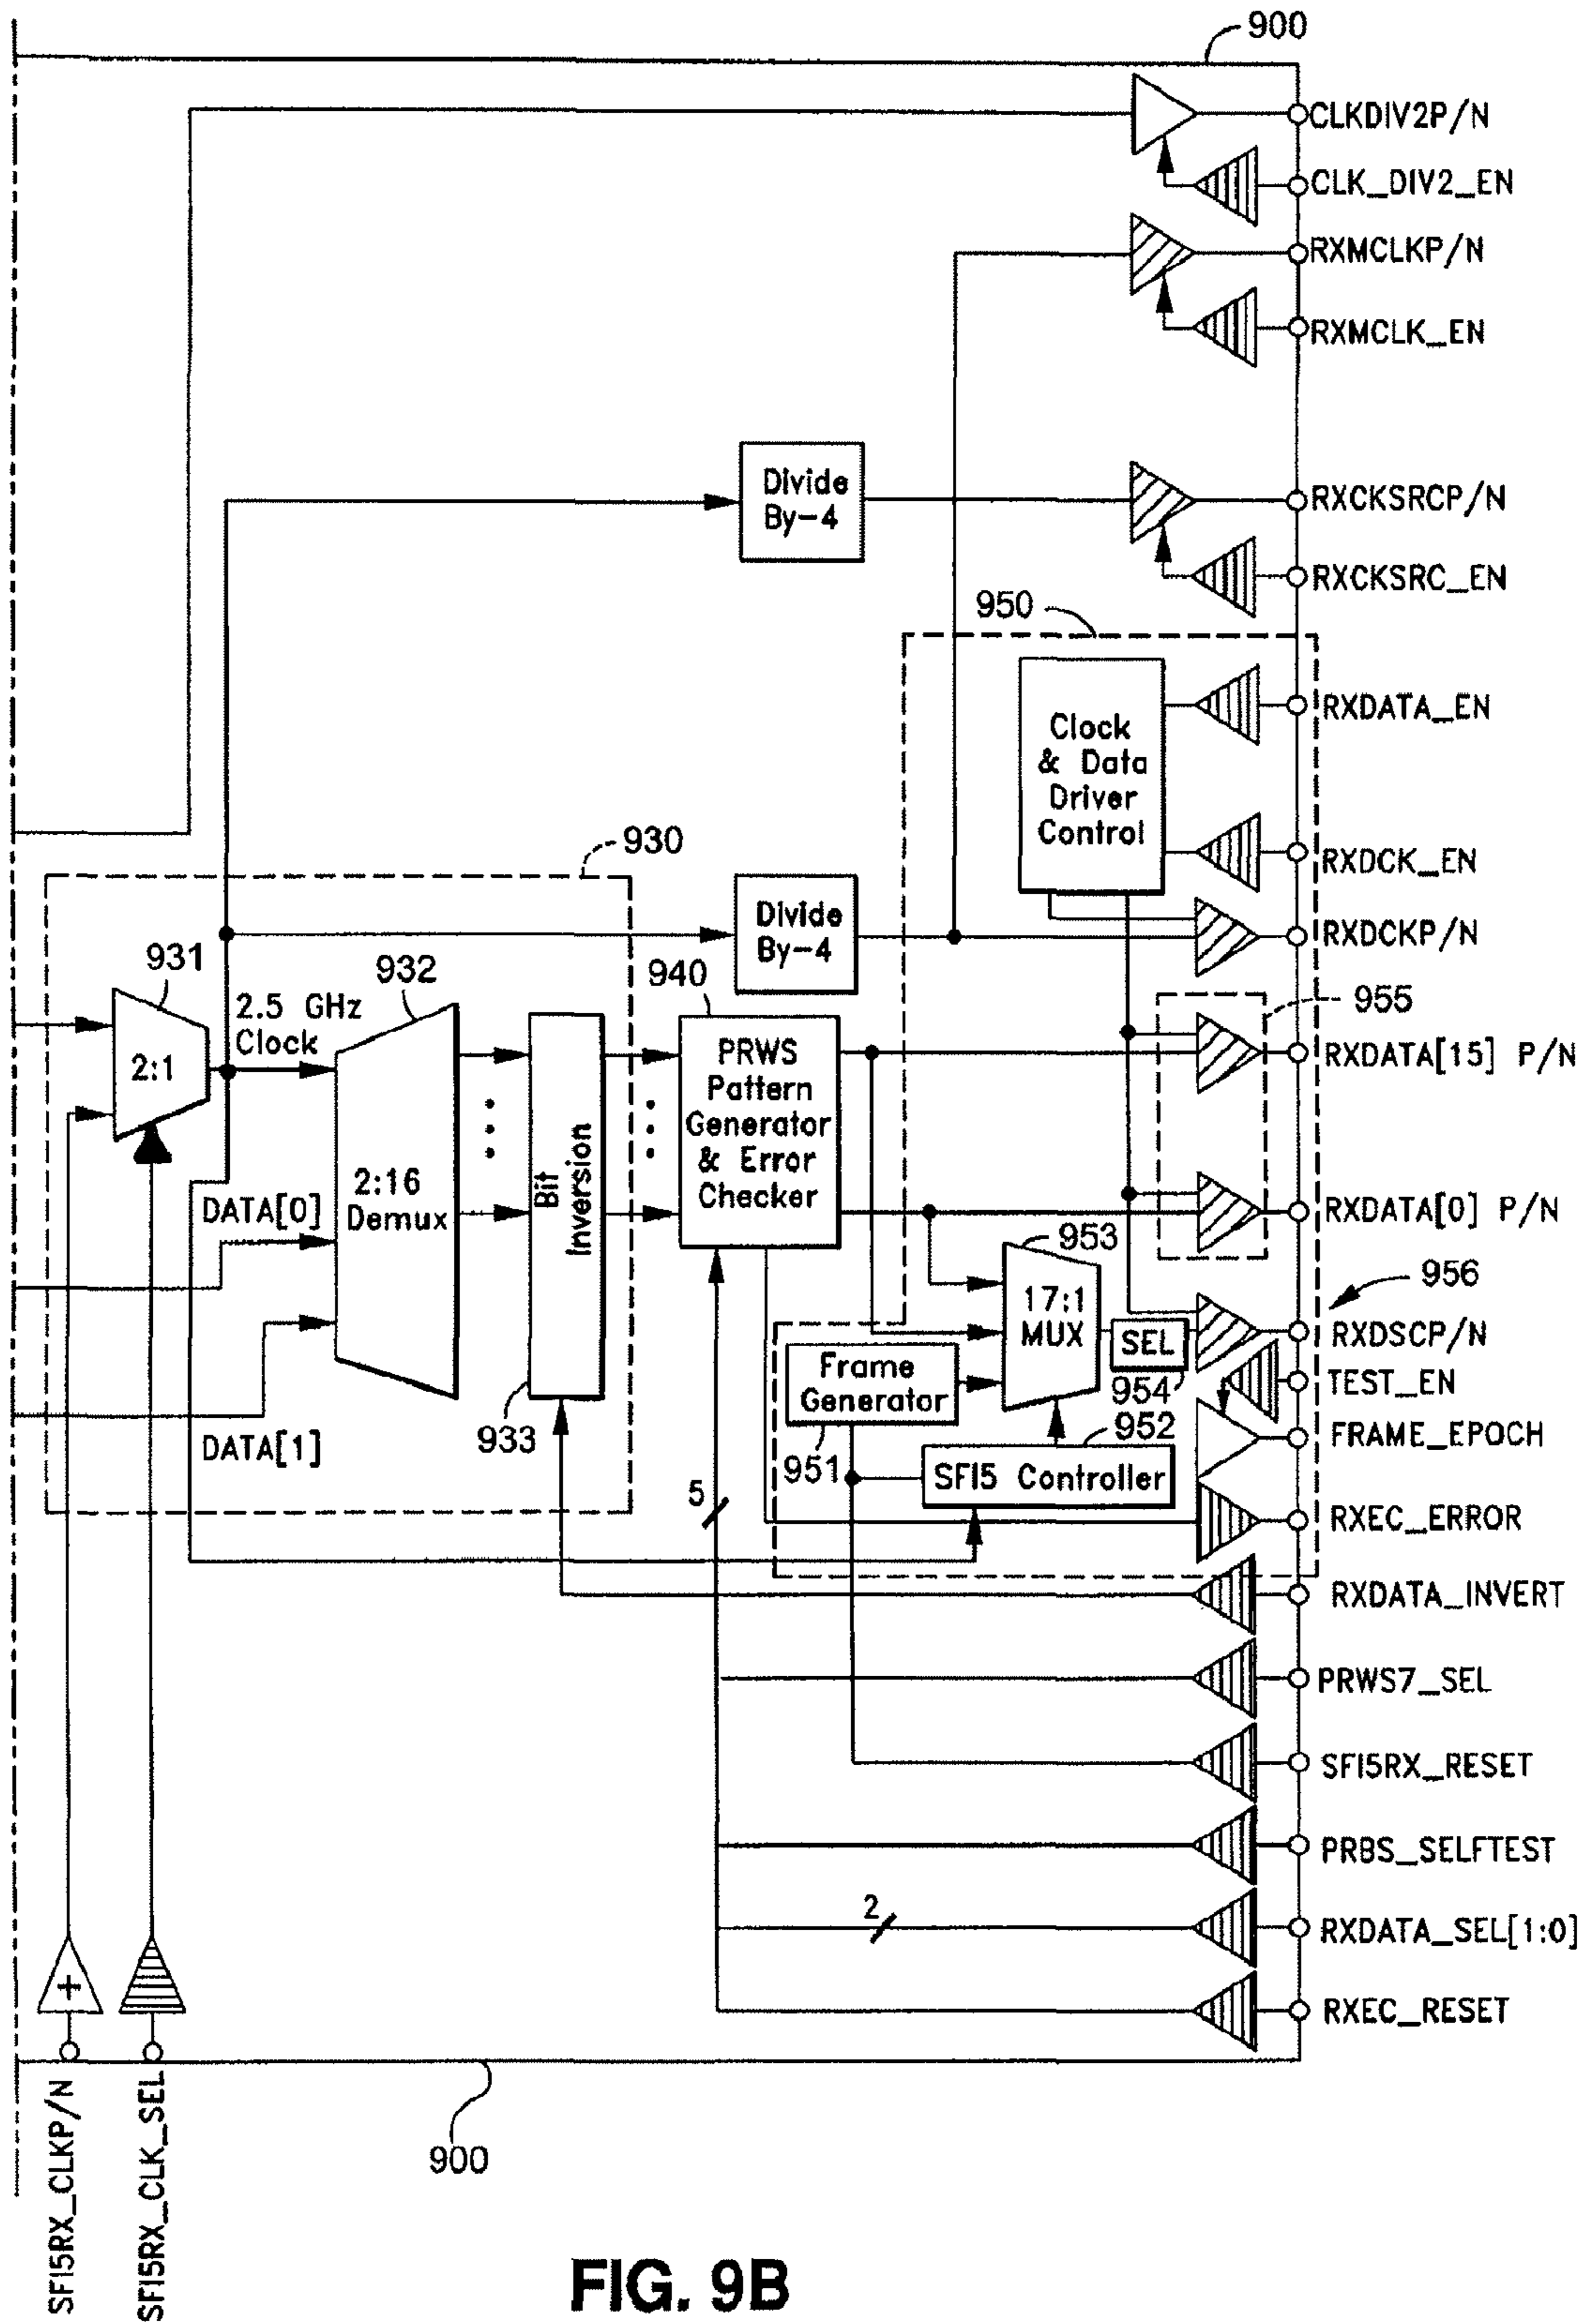 900
CLKDIV2P/N
CLK_DIV2_EN
RXMCLKP/N
RXMCLK_EN
Divide
By-4
RXCKSRCP/N
RXCKSRC_EN
950
RXDATA_EN
Clock
& Data
Driver
Control
930
RXDCK_EN
Divide
By-4
RXDCKP/N
931
932
940
2.5 GHz
Clock
955
2:1
PRWS
Pattern
Generator
& Error
Checker
RXDATA[15] P/N
2:16
Demux
Bit
Inversion
DATA[0]
RXDATA[0] P/N
953
956
17:1
MUX
SEL
RXDSCP/N
Frame
Generator
954
TEST_EN
933
952
FRAME_EPOCH
DATA[1]
951
SFI5 Controller
5
RXEC_ERROR
RXDATA_INVERT
PRWS7_SEL
SFI5RX_RESET
PRBS_SELFTEST
2
RXDATA_SEL[1:0]
+
RXEC_RESET
SFI5RX_CLKP/N
SFI5RX_CLK_SEL
900
FIG. 9B